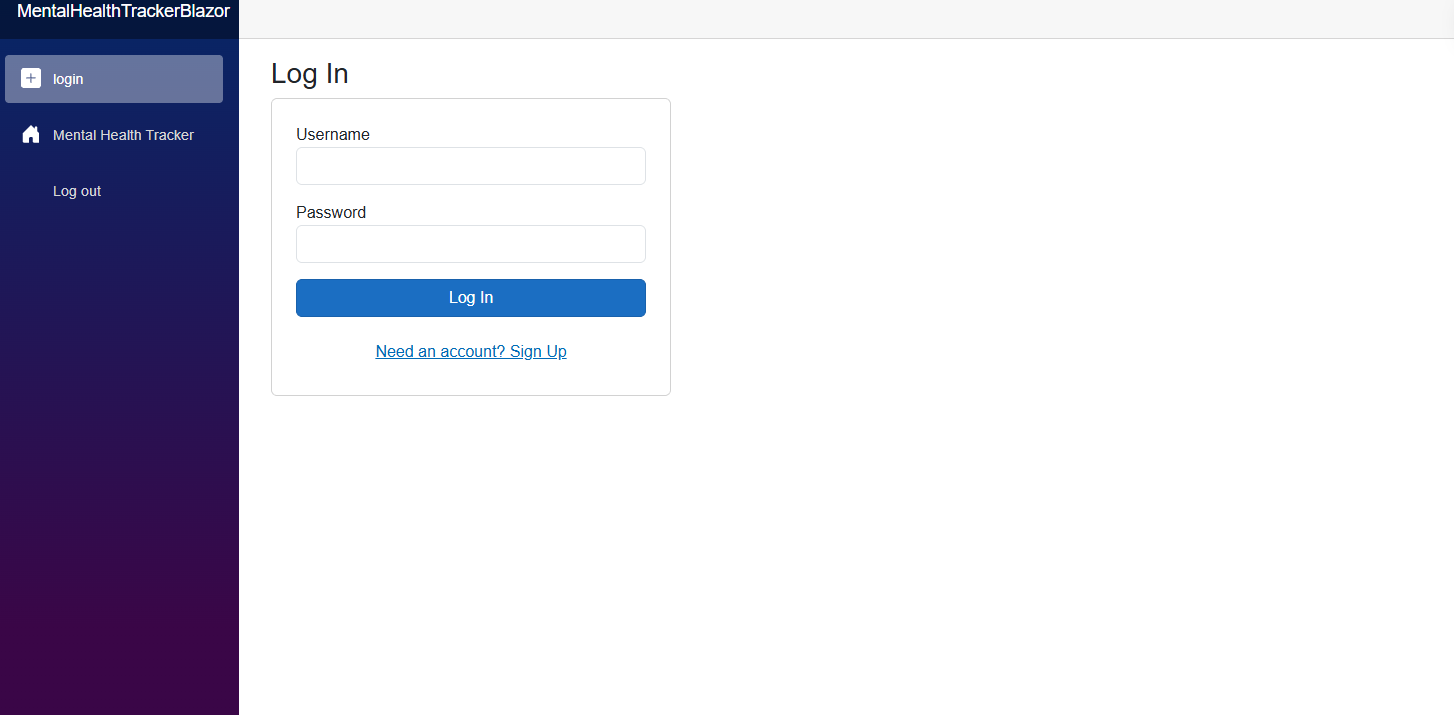 MentalHealthTrackerBlazor
login
Mental Health Tracker
Log out
Log In
Username
Password
Log In
Need an account? Sign Up